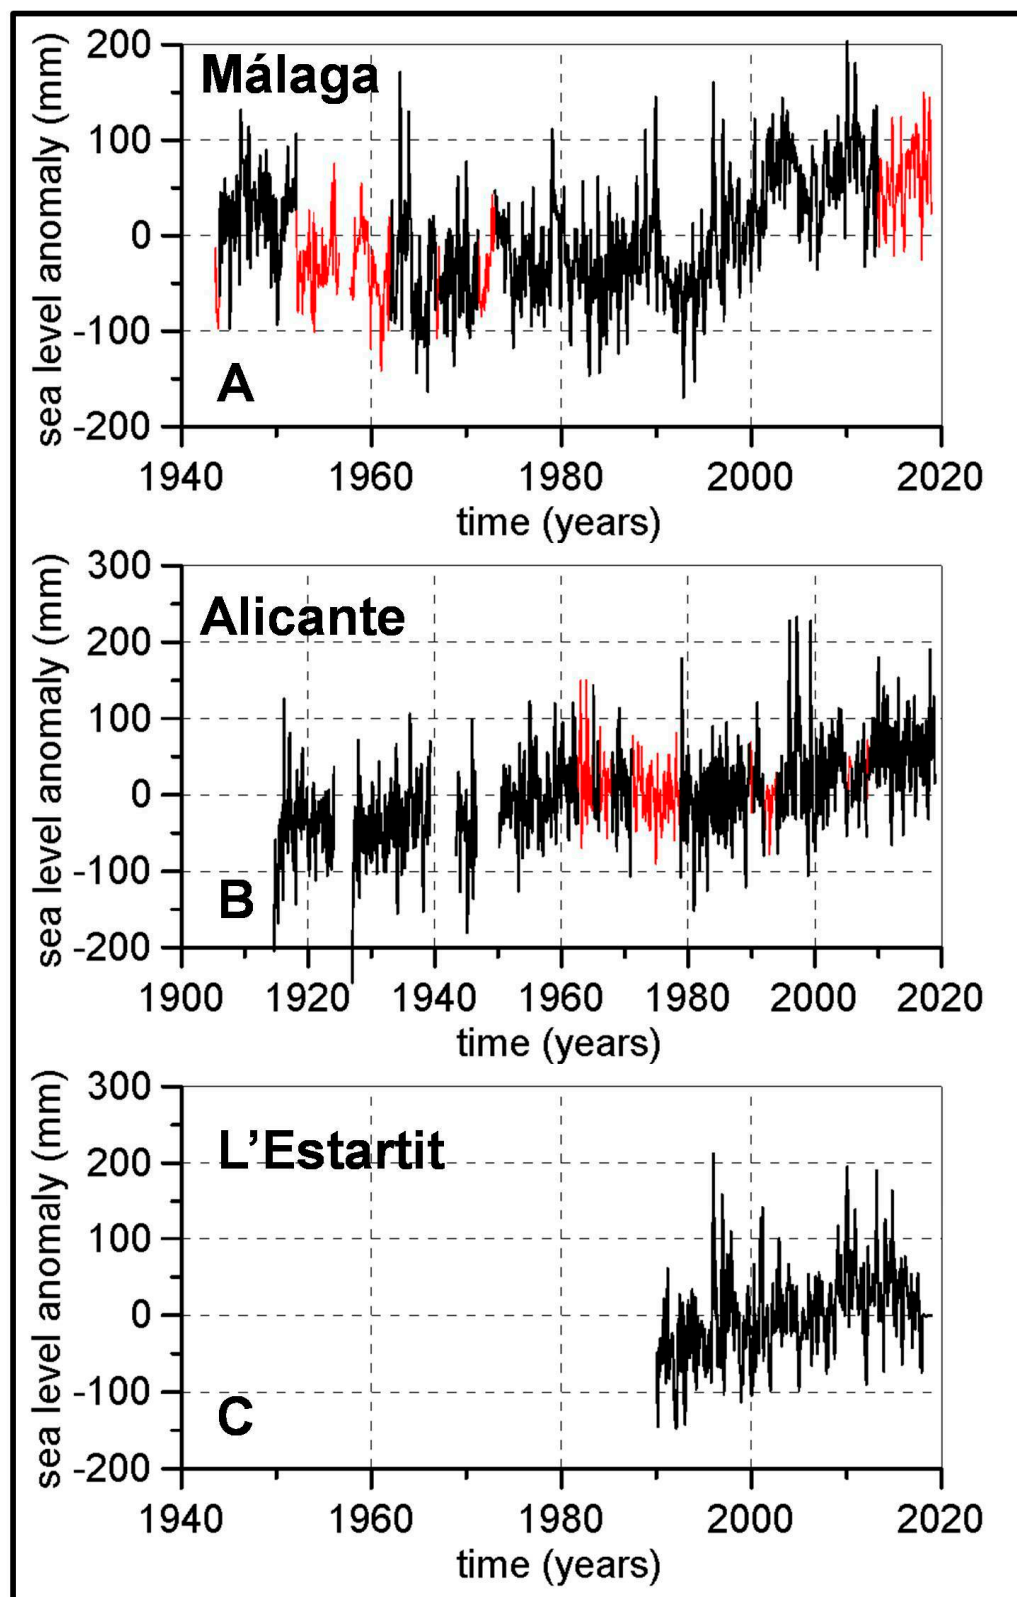 200
Málaga
100
0
-100
A
-200
sea level anomaly (mm)
1940 1960 1980 2000 2020
time (years)
300
Alicante
200
100
0
-100
B
-200
sea level anomaly (mm)
1900 1920 1940 1960 1980 2000 2020
time (years)
300
L’Estartit
200
100
0
-100
C
-200
sea level anomaly (mm)
1940 1960 1980 2000 2020
time (years)